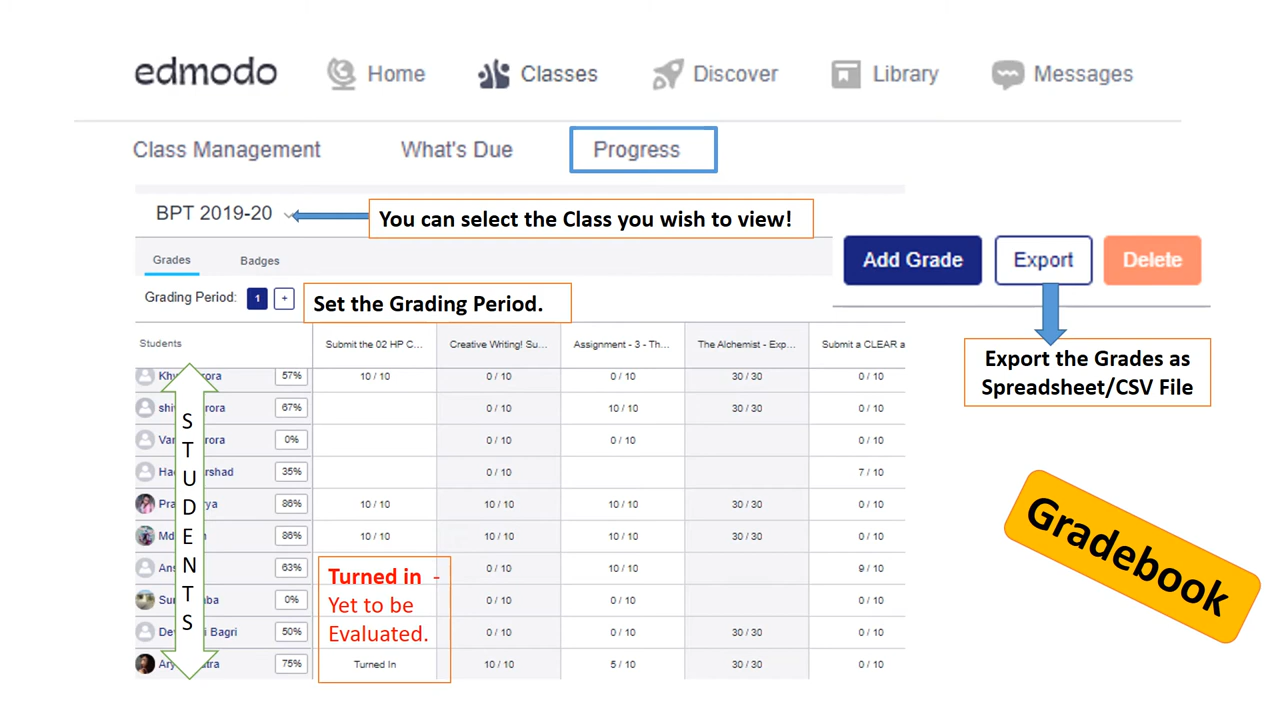 edmodo Home Classes Discover Library Messages
Class Management What's Due Progress
BPT 2019-20
You can select the Class you wish to view!
Add Grade Export Delete
Grades Badges
Grading Period: 1 +
Set the Grading Period.
Export the Grades as
Spreadsheet/CSV File
Students Submit the 02 HP C... Creative Writing! Su... Assignment - 3 - Th... The Alchemist - Exp... Submit a CLEAR
57% 10 / 10 0 / 10 0 / 10 30 / 30 0 / 10
67% 0 / 10 10 / 10 30 / 30 0 / 10
0% 0 / 10 0 / 10 0 / 10
35% 0 / 10 7 / 10
86% 10 / 10 10 / 10 10 / 10 30 / 30 0 / 10
86% 10 / 10 10 / 10 10 / 10 30 / 30 0 / 10
63% 0 / 10 10 / 10 9 / 10
0% 0 / 10 0 / 10 0 / 10
Bagri 50% 0 / 10 0 / 10 30 / 30 0 / 10
75% Turned In 10 / 10 5 / 10 30 / 30 0 / 10
STUDENTS
Turned in -
Yet to be
Evaluated.
Gradebook